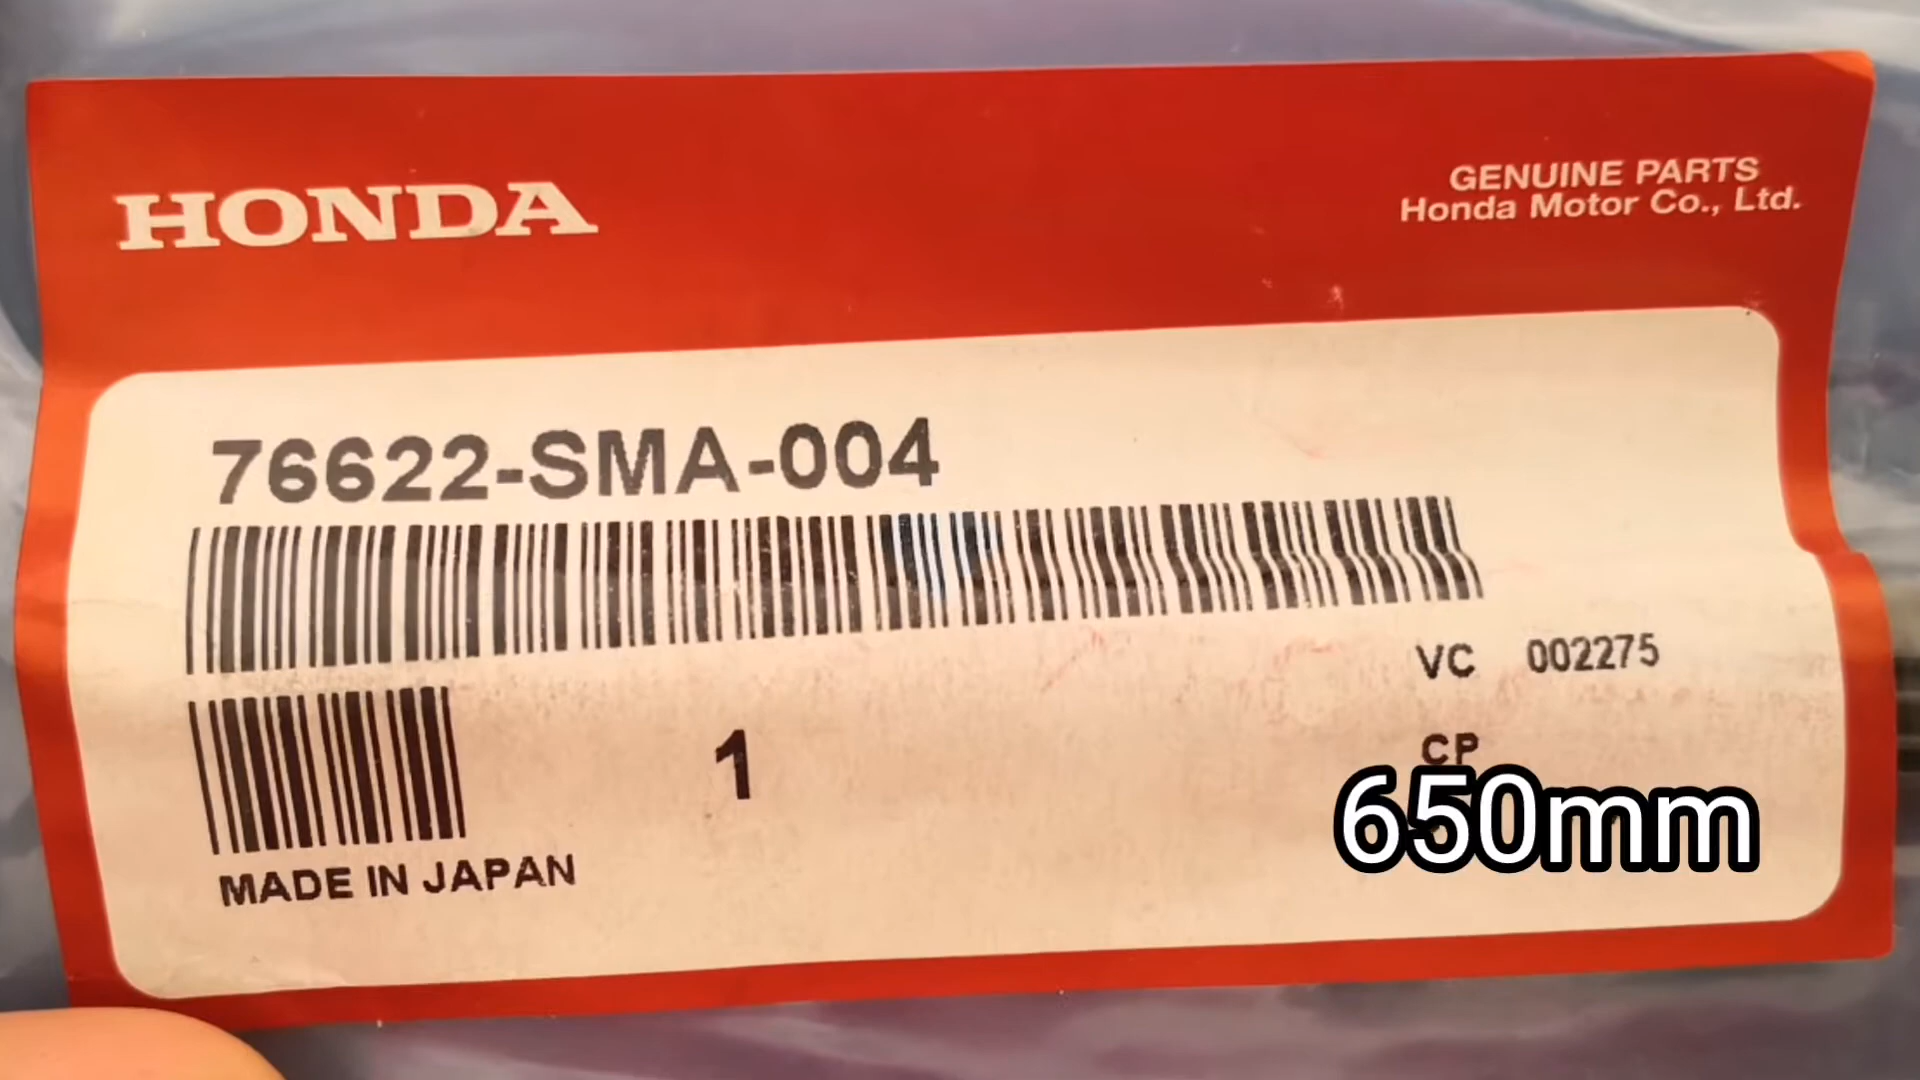 HONDA
GENUINE PARTS
Honda Motor Co., Ltd.
76622-SMA-004
VC 002275
1
CP
650mm
MADE IN JAPAN